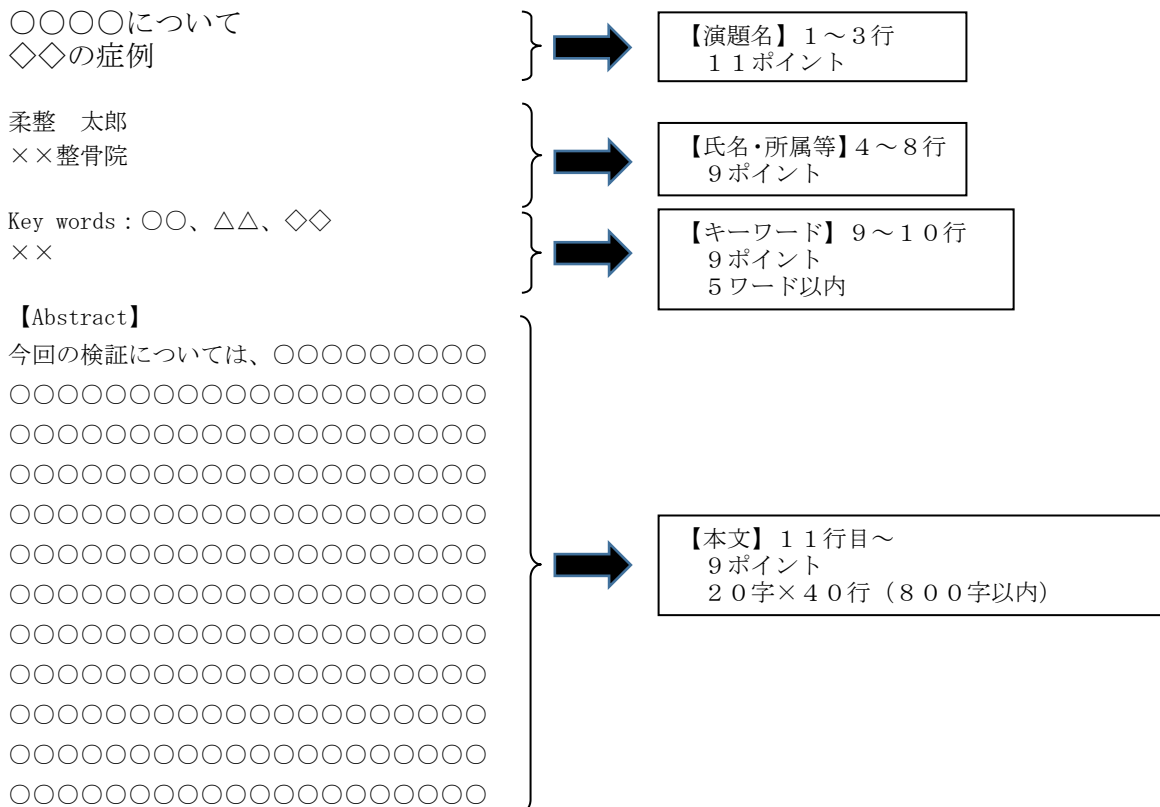 ○○○○について
◇◇の症例
【演題名】１～３行
１１ポイント
柔整　太郎
××整骨院
【氏名・所属等】４～８行
９ポイント
Key words：○○、△△、◇◇
××
【キーワード】９～１０行
９ポイント
５ワード以内
【Abstract】
今回の検証については、○○○○○○○○○
○○○○○○○○○○○○○○○○○○○○
○○○○○○○○○○○○○○○○○○○○
○○○○○○○○○○○○○○○○○○○○
○○○○○○○○○○○○○○○○○○○○
○○○○○○○○○○○○○○○○○○○○
○○○○○○○○○○○○○○○○○○○○
○○○○○○○○○○○○○○○○○○○○
○○○○○○○○○○○○○○○○○○○○
○○○○○○○○○○○○○○○○○○○○
○○○○○○○○○○○○○○○○○○○○
○○○○○○○○○○○○○○○○○○○○
【本文】１１行目～
９ポイント
２０字×４０行（８００字以内）